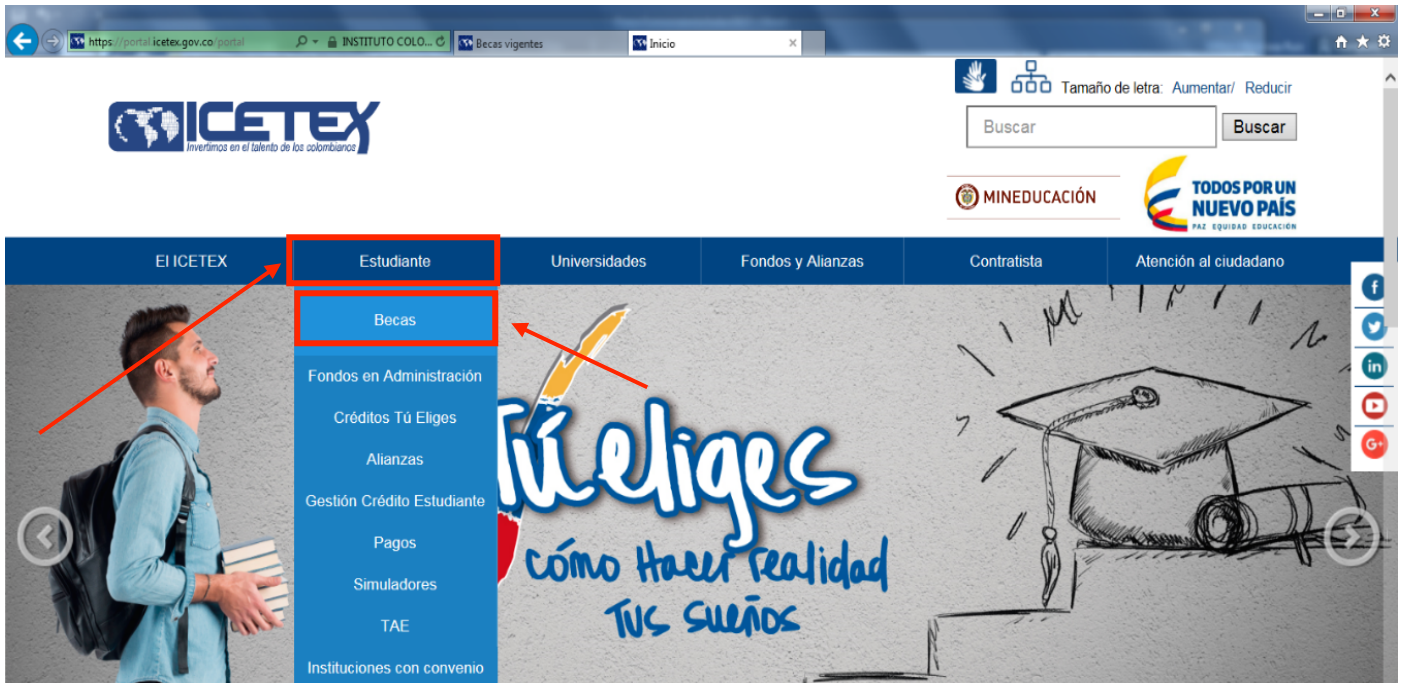 https://portal.icetex.gov.co/portal
INSTITUTO COLO...
Becas vigentes
Inicio
Tamaño de letra: Aumentar/ Reducir
Buscar
Buscar
ICETEX
Invertimos en el talento de los colombianos
MINEDUCACIÓN
TODOS POR UN
NUEVO PAÍS
PAZ EQUIDAD EDUCACIÓN
El ICETEX
Estudiante
Universidades
Fondos y Alianzas
Contratista
Atención al ciudadano
Becas
Fondos en Administración
Créditos Tú Eliges
Alianzas
Gestión Crédito Estudiante
Pagos
Simuladores
TAE
Instituciones con convenio
Tú eliges
cómo Hacer realidad
TUS SUEÑOS
f
in
G+